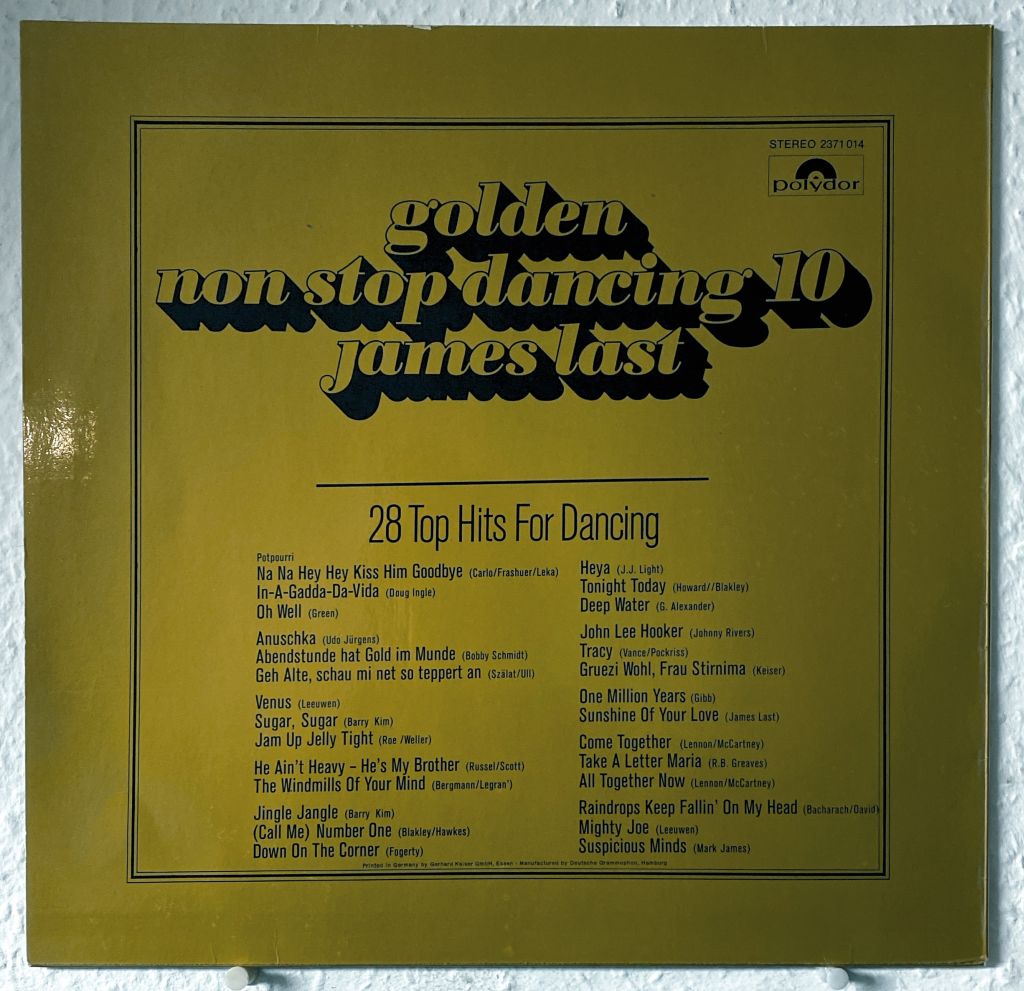 STEREO 2371 014
polydor
golden
non stop dancing 10
james last
28 Top Hits For Dancing
Potpourri
Na Na Hey Hey Kiss Him Goodbye (Carlo/Frashuer/Leka)
In-A-Gadda-Da-Vida (Doug Ingle)
Oh Well (Green)
Anuschka (Udo Jürgens)
Abendstunde hat Gold im Munde (Bobby Schmidt)
Geh Alte, schau mi net so teppert an (Szälat/Ull)
Venus (Leeuwen)
Sugar, Sugar (Barry Kim)
Jam Up Jelly Tight (Roe /Weller)
He Ain't Heavy – He's My Brother (Russel/Scott)
The Windmills Of Your Mind (Bergmann/Legran')
Jingle Jangle (Barry Kim)
(Call Me) Number One (Blakley/Hawkes)
Down On The Corner (Fogerty)
Heya (J.J. Light)
Tonight Today (Howard//Blakley)
Deep Water (G. Alexander)
John Lee Hooker (Johnny Rivers)
Tracy (Vance/Pockriss)
Gruezi Wohl, Frau Stirnima (Keiser)
One Million Years (Gibb)
Sunshine Of Your Love (James Last)
Come Together (Lennon/McCartney)
Take A Letter Maria (R.B. Greaves)
All Together Now (Lennon/McCartney)
Raindrops Keep Fallin' On My Head (Bacharach/David)
Mighty Joe (Leeuwen)
Suspicious Minds (Mark James)
Printed in Germany by Gerhard Kaiser GmbH, Essen · Manufactured by Deutsche Grammophon, Hamburg